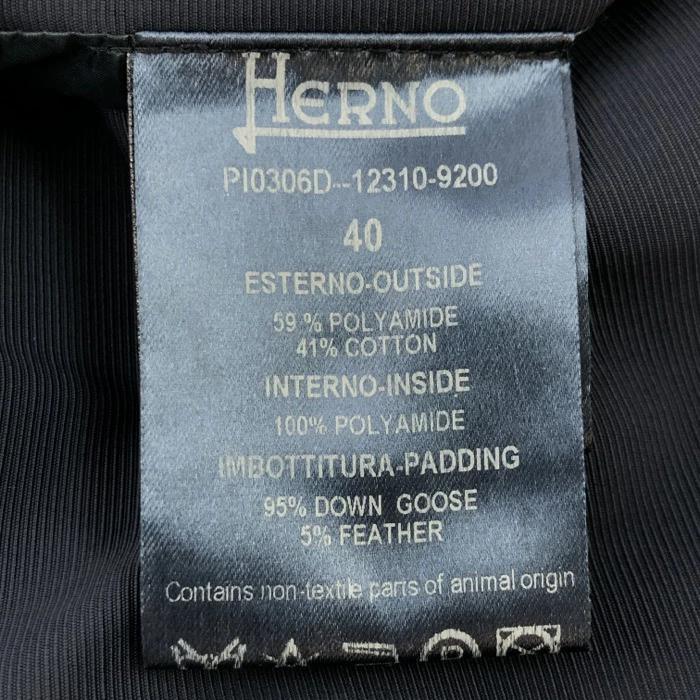 HERNO
PI0306D--12310-9200
40
ESTERNO-OUTSIDE
59 % POLYAMIDE
41% COTTON
INTERNO-INSIDE
100% POLYAMIDE
IMBOTTITURA-PADDING
95% DOWN GOOSE
5% FEATHER
Contains non-textile parts of animal origin
P